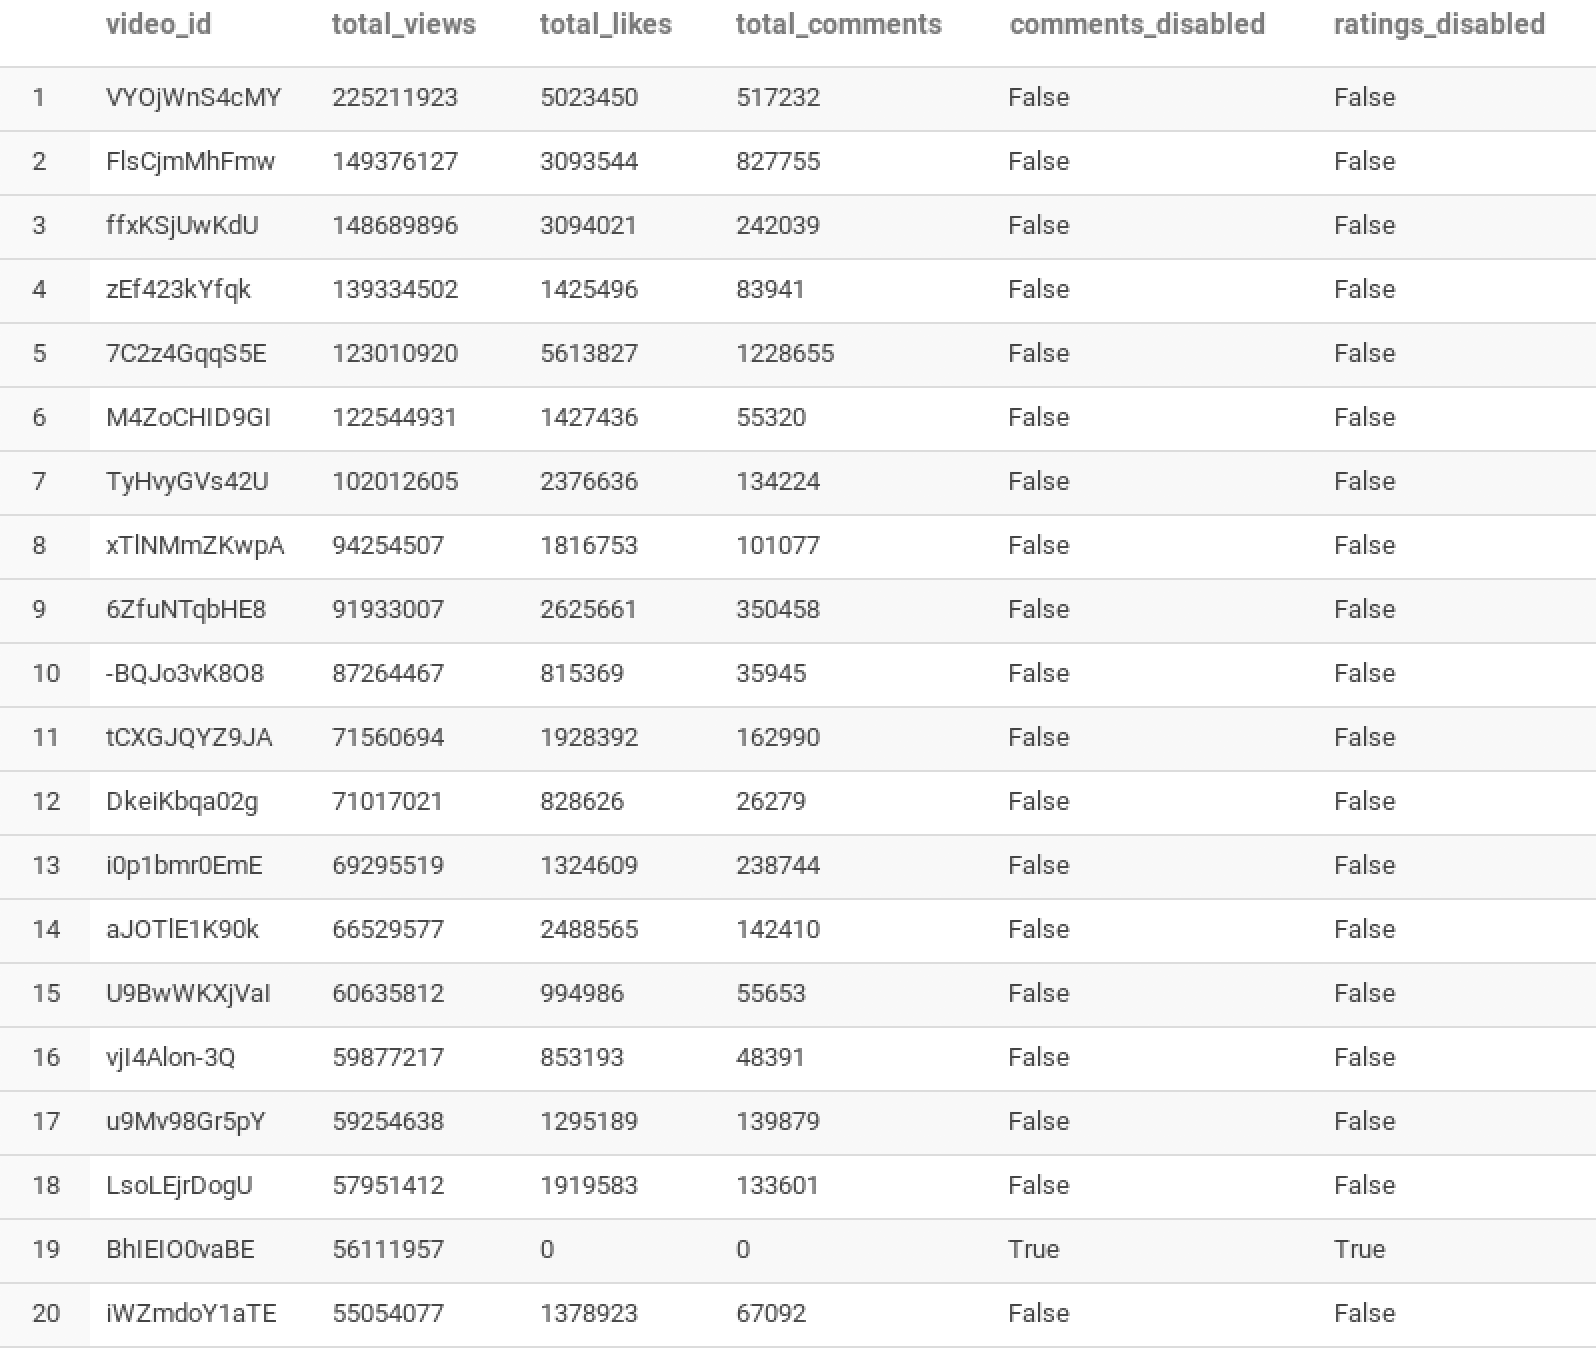 video_id total_views total_likes total_comments comments_disabled ratings_disabled
1 VYOjWnS4cMY 225211923 5023450 517232 False False
2 FlsCjmMhFmw 149376127 3093544 827755 False False
3 ffxKSjUwKdU 148689896 3094021 242039 False False
4 zEf423kYfqk 139334502 1425496 83941 False False
5 7C2z4GqqS5E 123010920 5613827 1228655 False False
6 M4ZoCHID9GI 122544931 1427436 55320 False False
7 TyHvyGVs42U 102012605 2376636 134224 False False
8 xTlNMmZKwpA 94254507 1816753 101077 False False
9 6ZfuNTqbHE8 91933007 2625661 350458 False False
10 -BQJo3vK8O8 87264467 815369 35945 False False
11 tCXGJQYZ9JA 71560694 1928392 162990 False False
12 DkeiKbqa02g 71017021 828626 26279 False False
13 i0p1bmr0EmE 69295519 1324609 238744 False False
14 aJOTlE1K90k 66529577 2488565 142410 False False
15 U9BwWKXjVaI 60635812 994986 55653 False False
16 vjI4Alon-3Q 59877217 853193 48391 False False
17 u9Mv98Gr5pY 59254638 1295189 139879 False False
18 LsoLEjrDogU 57951412 1919583 133601 False False
19 BhIEIO0vaBE 56111957 0 0 True True
20 iWZmdoY1aTE 55054077 1378923 67092 False False